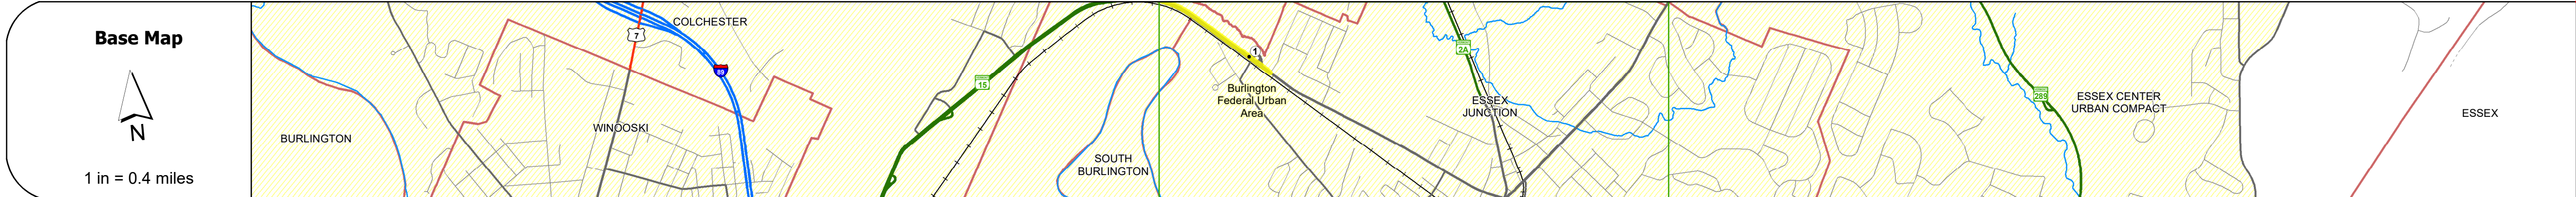 Base Map
N
1 in = 0.4 miles
COLCHESTER
7
89
BURLINGTON
WINOOSKI
15
SOUTH
BURLINGTON
1
Burlington
Federal Urban
Area
2A
ESSEX
JUNCTION
289
ESSEX CENTER
URBAN COMPACT
ESSEX